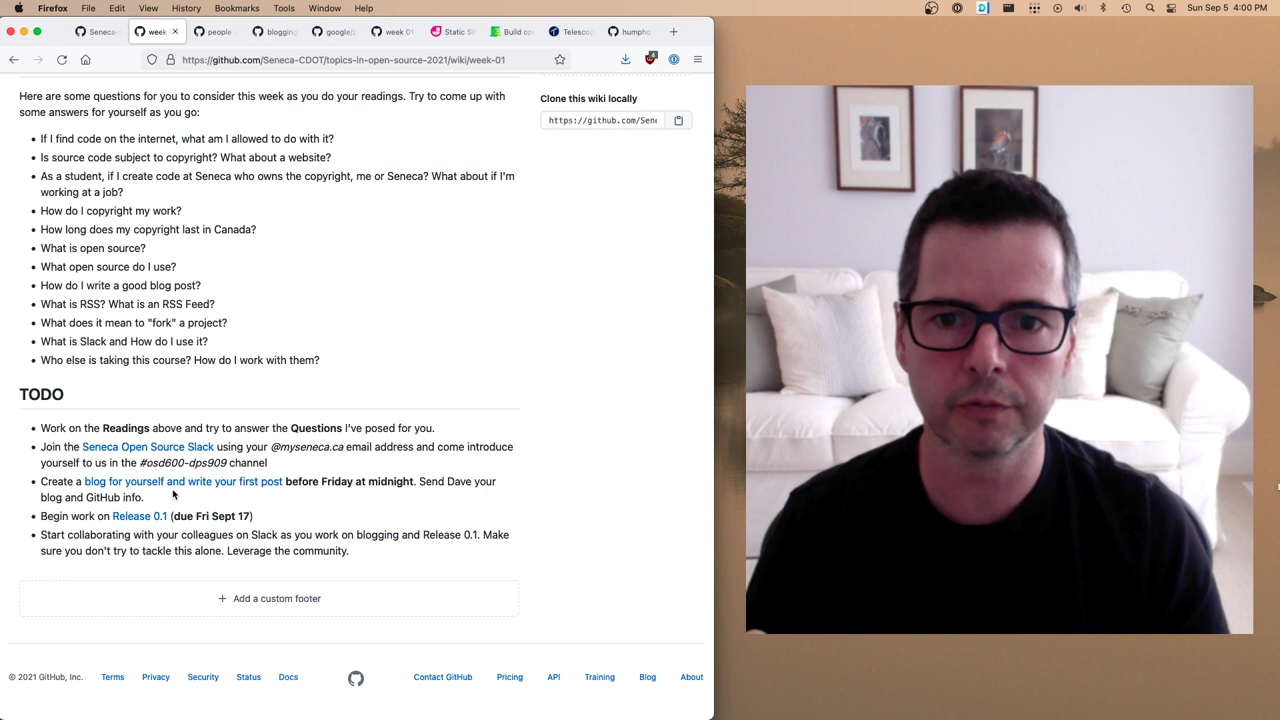 Firefox File Edit View History Bookmarks Tools Window Help Sun Sep 5 4:00 PM
Seneca- week people blogging google/ week 01 Static Si Build op Telescop humphd
https://github.com/Seneca-CDOT/topics-in-open-source-2021/wiki/week-01
Here are some questions for you to consider this week as you do your readings. Try to come up with
some answers for yourself as you go:
Clone this wiki locally
https://github.com/Sene
• If I find code on the internet, what am I allowed to do with it?
• Is source code subject to copyright? What about a website?
• As a student, if I create code at Seneca who owns the copyright, me or Seneca? What about if I'm
working at a job?
• How do I copyright my work?
• How long does my copyright last in Canada?
• What is open source?
• What open source do I use?
• How do I write a good blog post?
• What is RSS? What is an RSS Feed?
• What does it mean to "fork" a project?
• What is Slack and How do I use it?
• Who else is taking this course? How do I work with them?
TODO
• Work on the Readings above and try to answer the Questions I've posed for you.
• Join the Seneca Open Source Slack using your @myseneca.ca email address and come introduce
yourself to us in the #osd600-dps909 channel
• Create a blog for yourself and write your first post before Friday at midnight. Send Dave your
blog and GitHub info.
• Begin work on Release 0.1 (due Fri Sept 17)
• Start collaborating with your colleagues on Slack as you work on blogging and Release 0.1. Make
sure you don't try to tackle this alone. Leverage the community.
+ Add a custom footer
© 2021 GitHub, Inc. Terms Privacy Security Status Docs Contact GitHub Pricing API Training Blog About